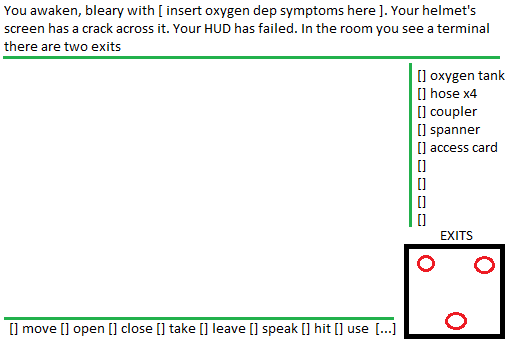 You awaken, bleary with [ insert oxygen dep symptoms here ]. Your helmet's
screen has a crack across it. Your HUD has failed. In the room you see a terminal
there are two exits
[] oxygen tank
[] hose x4
[] coupler
[] spanner
[] access card
[]
[]
[]
[]
EXITS
[] move [] open [] close [] take [] leave [] speak [] hit [] use [...]